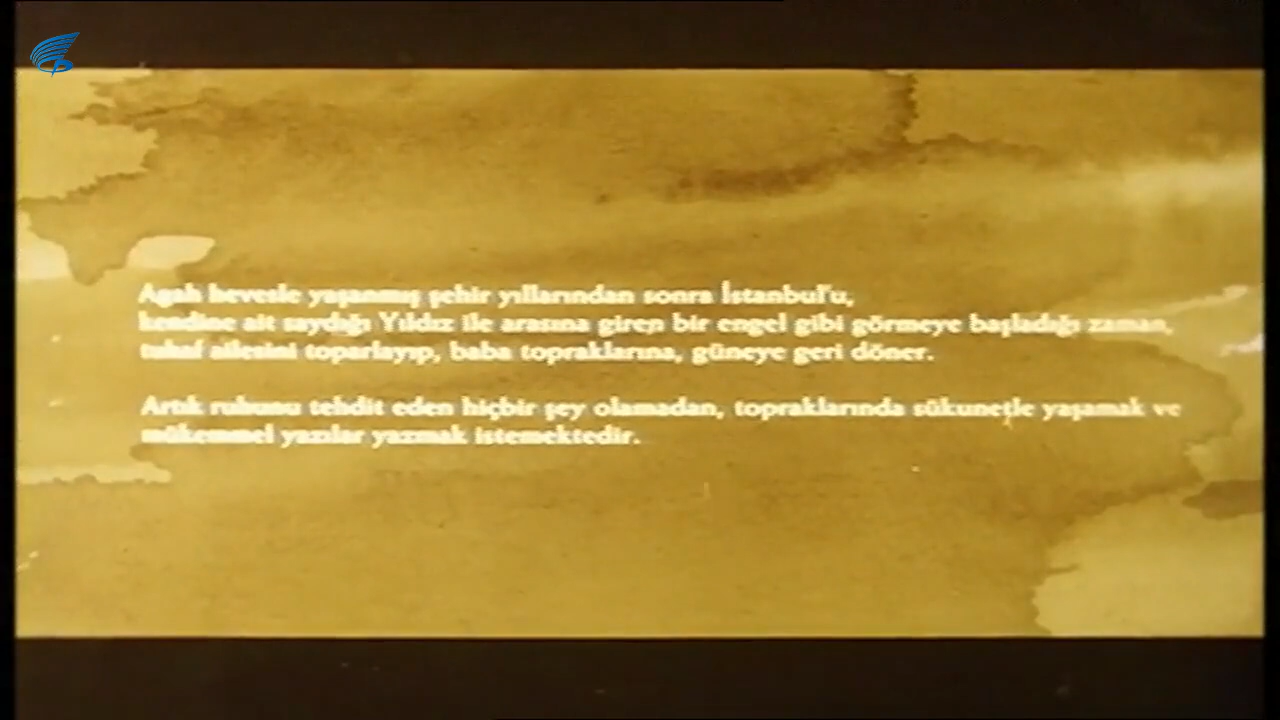 Agah hevesle yaşanmış şehir yıllarından sonra İstanbul'u,
kendine ait saydığı Yıldız ile arasına giren bir engel gibi görmeye başladığı zaman,
tuhaf ailesini toparlayıp, baba topraklarına, güneye geri döner.
Artık ruhunu tehdit eden hiçbir şey olamadan, topraklarında sükunetle yaşamak ve
mükemmel yazılar yazmak istemektedir.